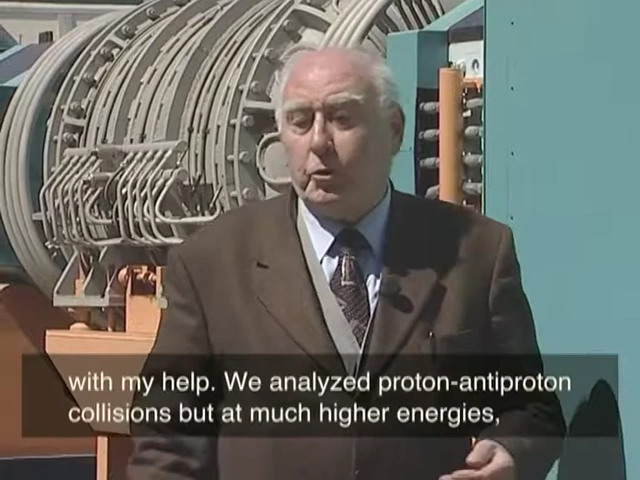 with my help. We analyzed proton-antiproton
collisions but at much higher energies,